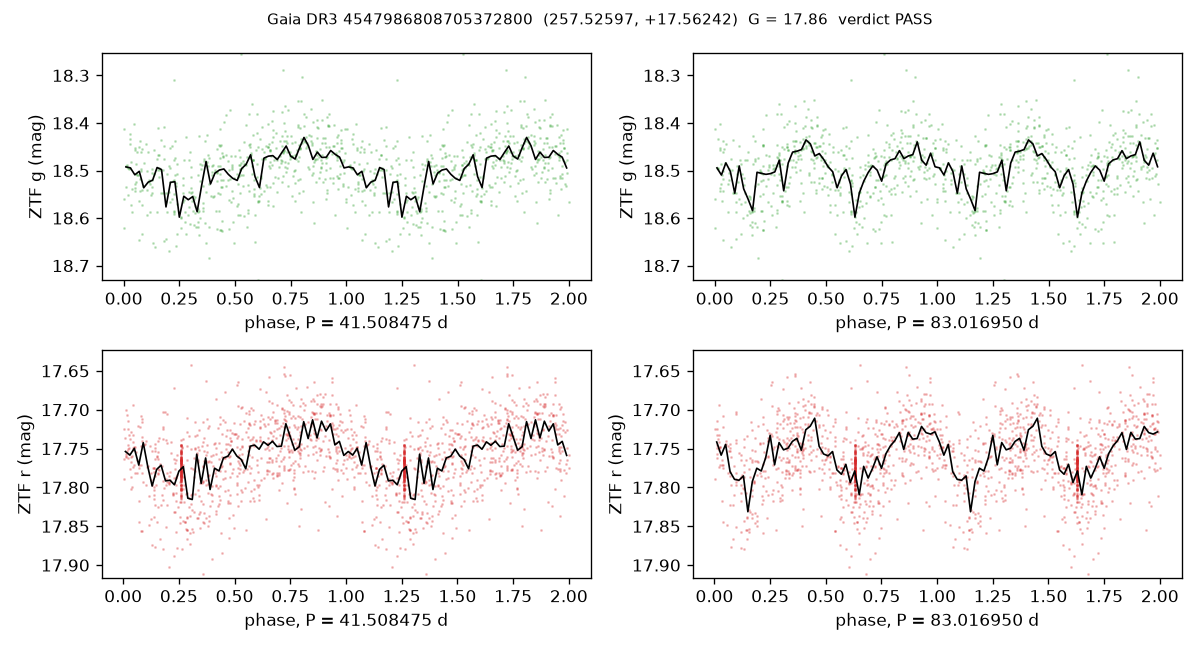 Gaia DR3 4547986808705372800 (257.52597, +17.56242) G = 17.86 verdict PASS
ZTF g (mag)
18.3
18.4
18.5
18.6
18.7
0.00 0.25 0.50 0.75 1.00 1.25 1.50 1.75 2.00
phase, P = 41.508475 d
ZTF g (mag)
18.3
18.4
18.5
18.6
18.7
0.00 0.25 0.50 0.75 1.00 1.25 1.50 1.75 2.00
phase, P = 83.016950 d
ZTF r (mag)
17.65
17.70
17.75
17.80
17.85
17.90
0.00 0.25 0.50 0.75 1.00 1.25 1.50 1.75 2.00
phase, P = 41.508475 d
ZTF r (mag)
17.65
17.70
17.75
17.80
17.85
17.90
0.00 0.25 0.50 0.75 1.00 1.25 1.50 1.75 2.00
phase, P = 83.016950 d